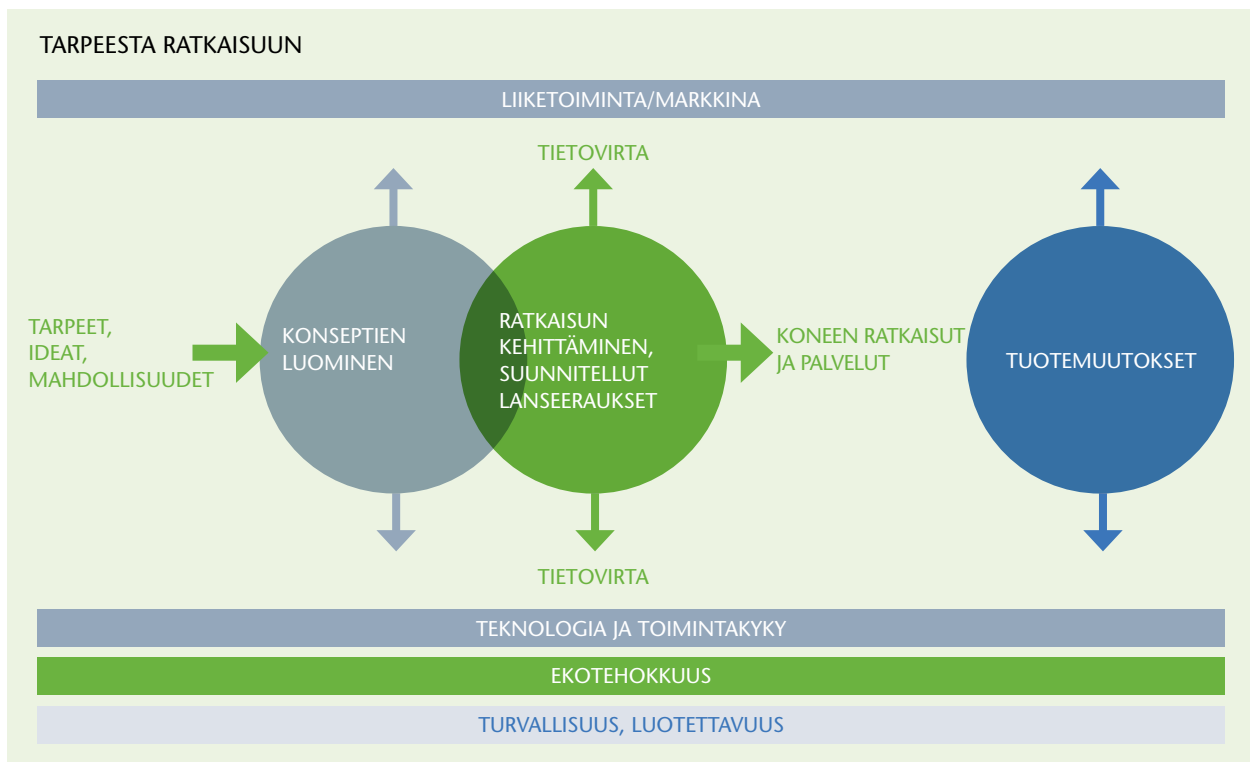 TARPEESTA RATKAISUUN
LIIKETOIMINTA/MARKKINA
TIETOVIRTA
TARPEET,
IDEAT,
MAHDOLLISUUDET
KONSEPTIEN
LUOMINEN
RATKAISUN
KEHITTÄMINEN,
SUUNNITELLUT
LANSEERAUKSET
KONEEN RATKAISUT
JA PALVELUT
TUOTEMUUTOKSET
TIETOVIRTA
TEKNOLOGIA JA TOIMINTAKYKY
EKOTEHOKKUUS
TURVALLISUUS, LUOTETTAVUUS